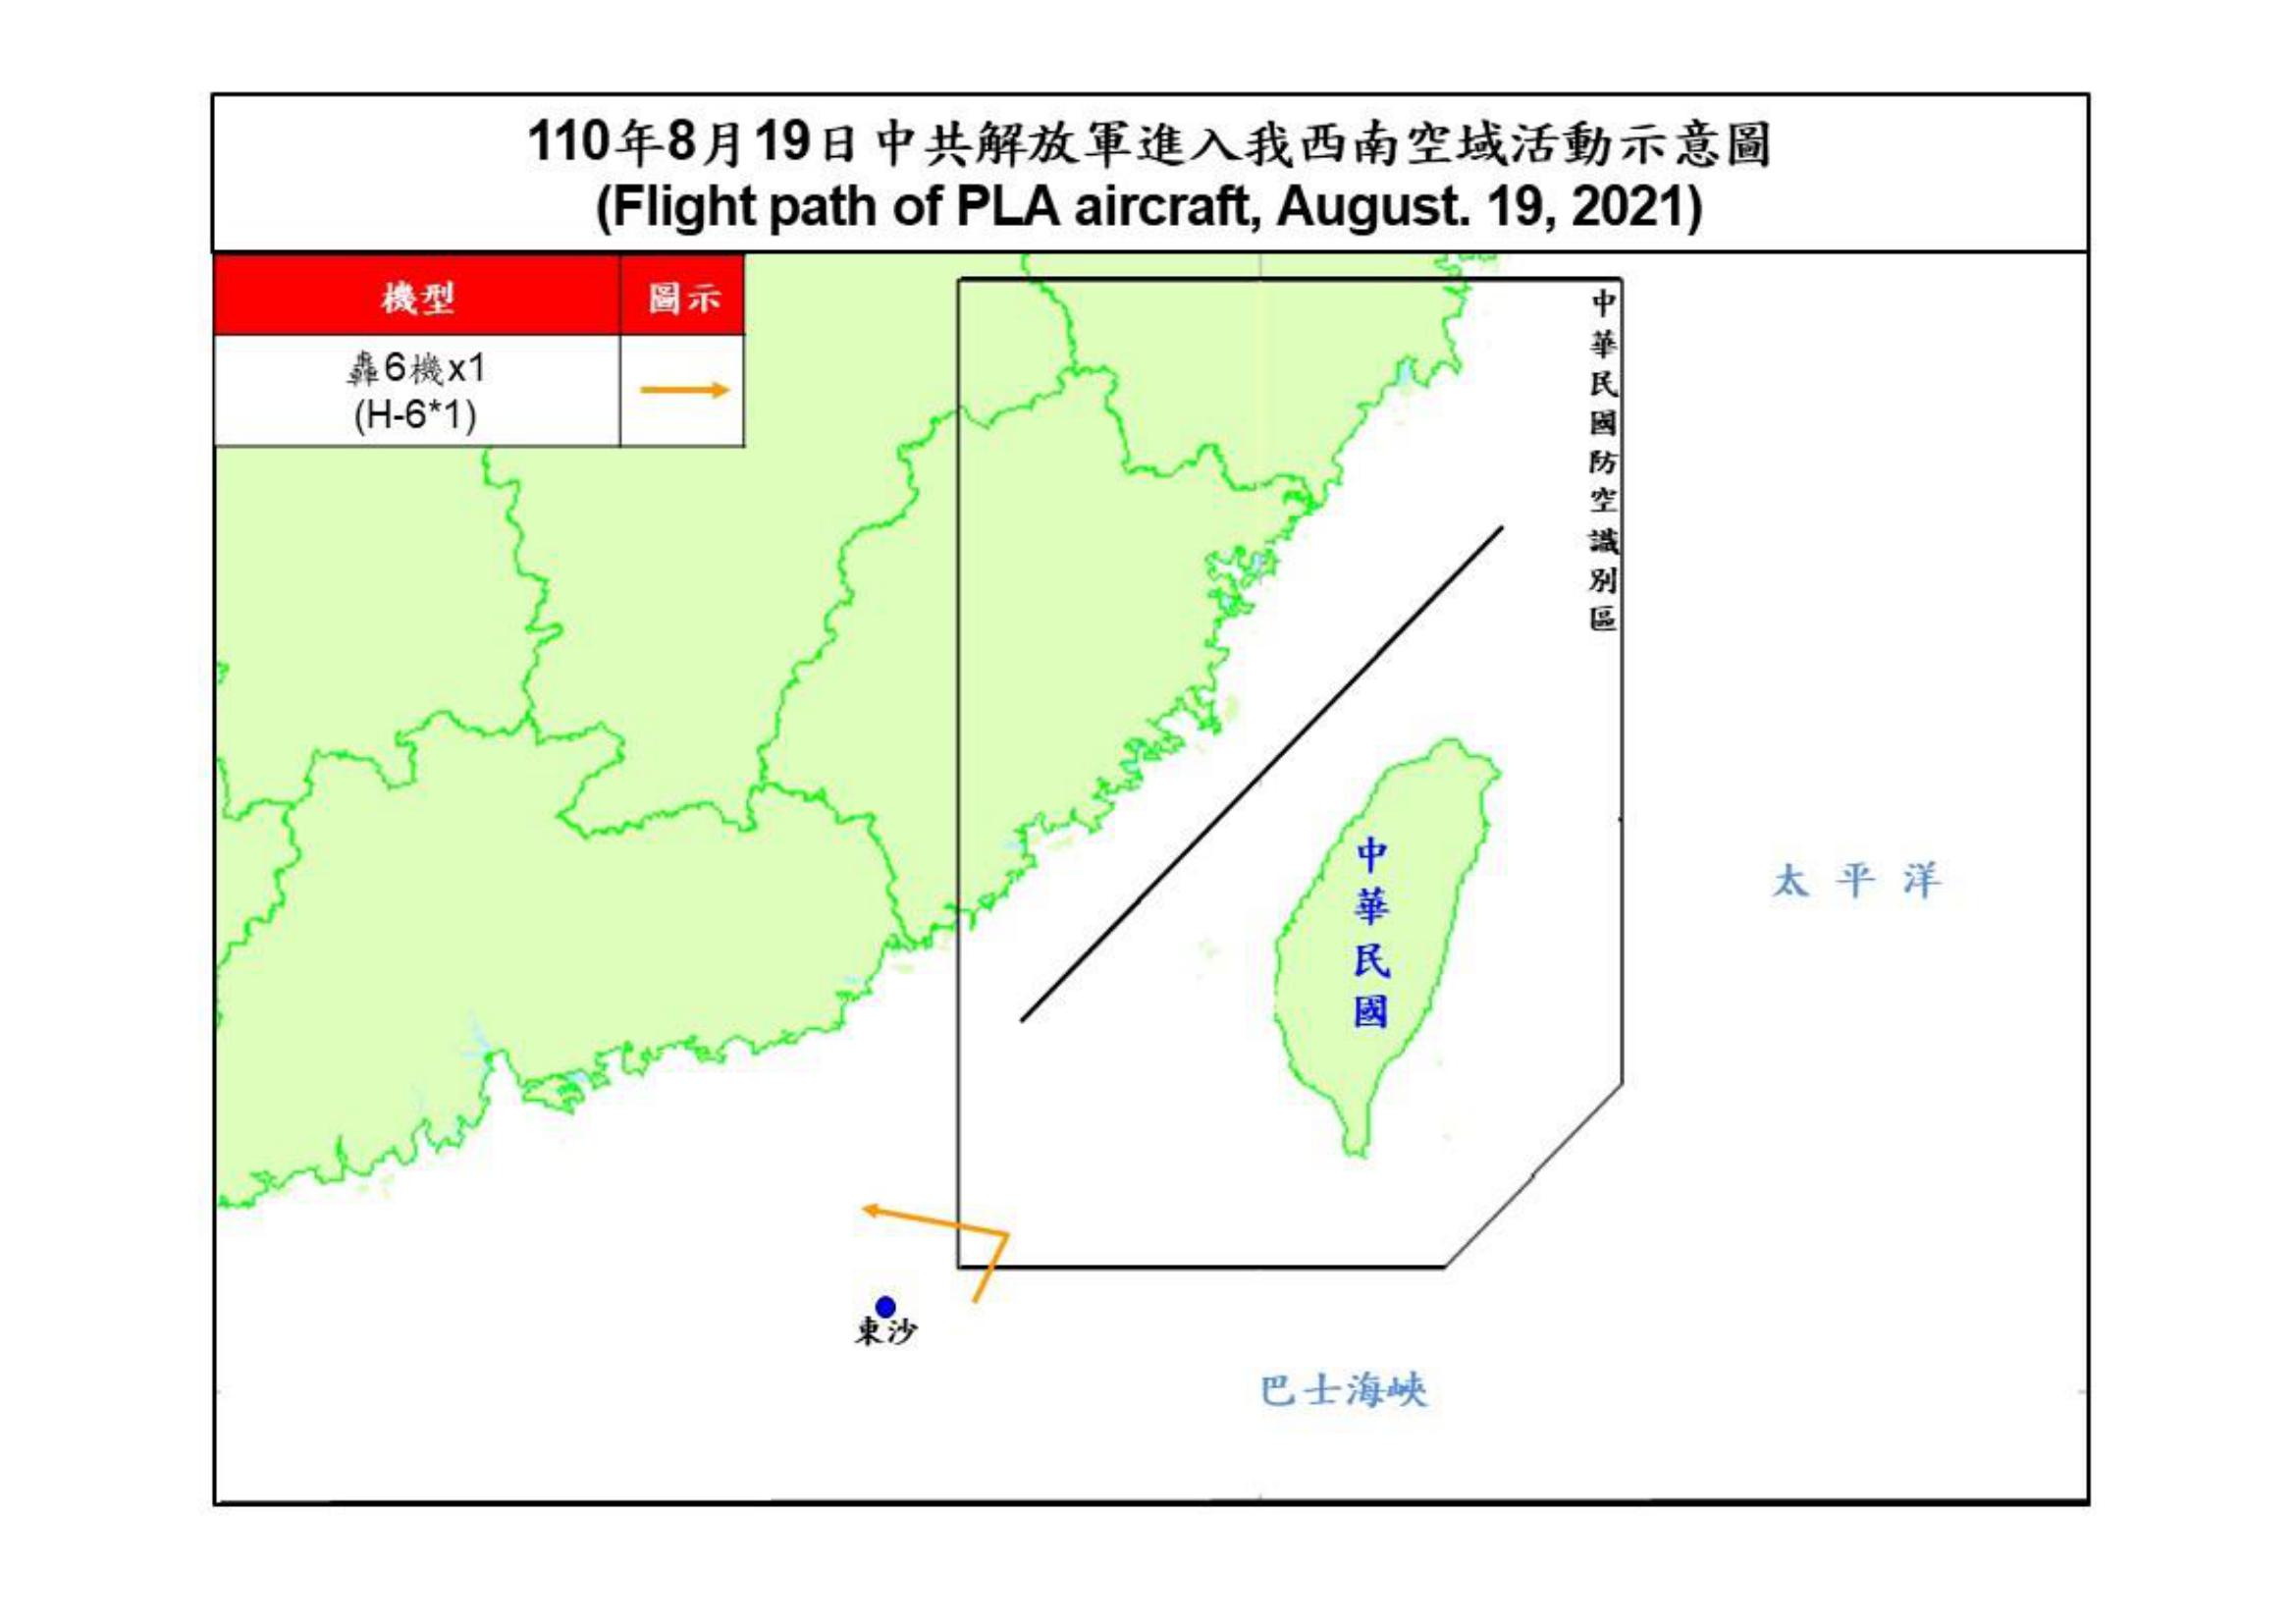 110年8月19日中共解放軍進入我西南空域活動示意圖
(Flight path of PLA aircraft, August. 19, 2021)
機型 圖示
轟6機x1
(H-6*1)
中華民國防空識別區
中華民國
太平洋
東沙
巴士海峽